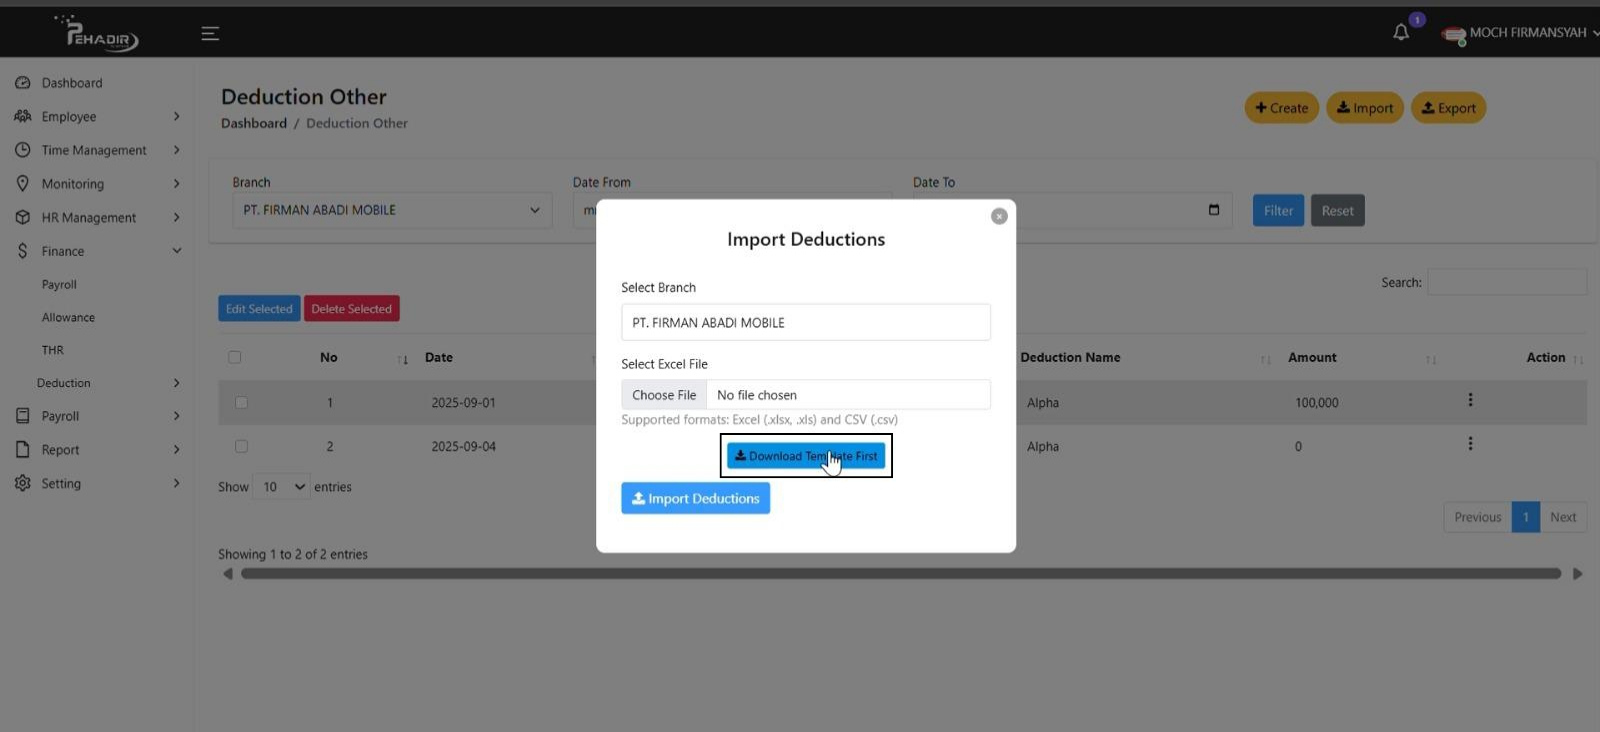 PEHADIR
1
MOCH FIRMANSYAH
Dashboard
Employee
Time Management
Monitoring
HR Management
Finance
Payroll
Allowance
THR
Deduction
Payroll
Report
Setting
Deduction Other
Dashboard / Deduction Other
Create
Import
Export
Branch
Date From
Date To
PT. FIRMAN ABADI MOBILE
Filter
Reset
Search:
Edit Selected
Delete Selected
No
Date
Deduction Name
Amount
Action
1
2025-09-01
Alpha
100,000
2
2025-09-04
Alpha
0
Show 10 entries
Previous
1
Next
Showing 1 to 2 of 2 entries
Import Deductions
Select Branch
PT. FIRMAN ABADI MOBILE
Select Excel File
Choose File No file chosen
Supported formats: Excel (.xlsx, .xls) and CSV (.csv)
Download Template First
Import Deductions